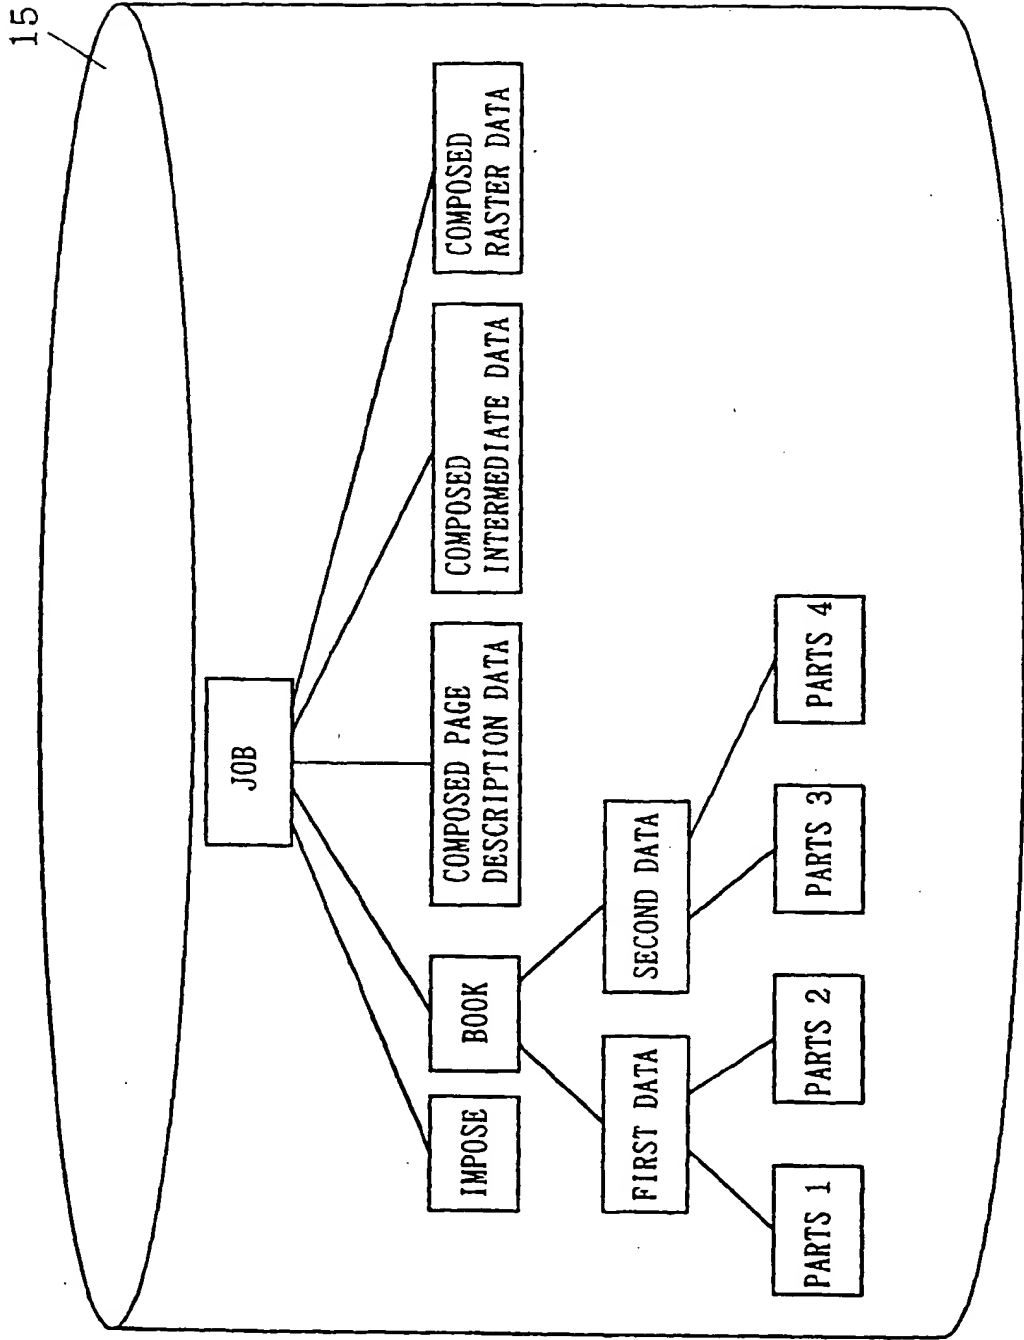 15
JOB
IMPOSE
BOOK
COMPOSED PAGE
DESCRIPTION DATA
COMPOSED
INTERMEDIATE DATA
COMPOSED
RASTER DATA
FIRST DATA
SECOND DATA
PARTS 1
PARTS 2
PARTS 3
PARTS 4